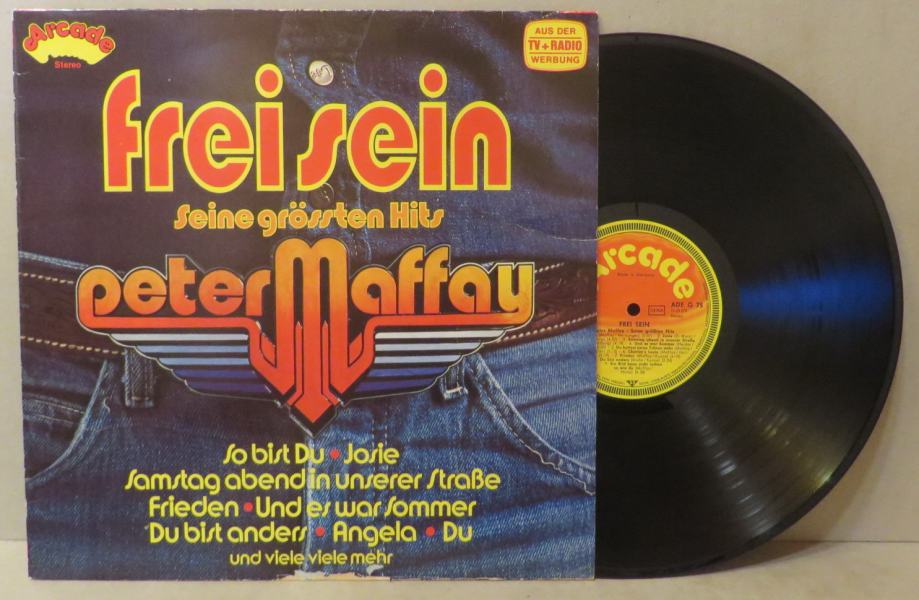 Arcade
Stereo
AUS DER
TV + RADIO
WERBUNG
frei sein
Seine grössten Hits
peter Maffay
So bist Du • Josie
Samstag abend in unserer Straße
Frieden • Und es war Sommer
Du bist anders • Angela • Du
und viele viele mehr
Arcade
ADE G 75
FREI SEIN